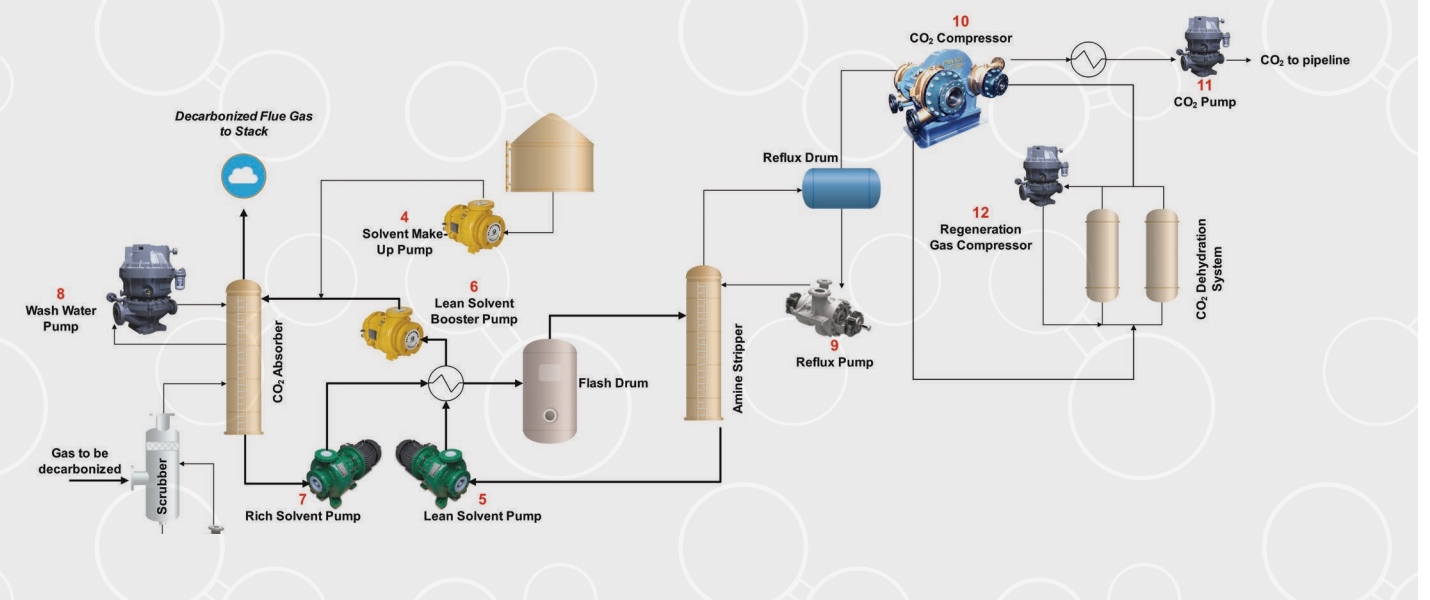 10
CO₂ Compressor
CO₂ to pipeline
11
CO₂ Pump
Decarbonized Flue Gas
to Stack
Reflux Drum
4
Solvent Make-
Up Pump
12
Regeneration
Gas Compressor
CO₂ Dehydration
System
8
Wash Water
Pump
6
Lean Solvent
Booster Pump
CO₂ Absorber
9
Reflux Pump
Flash Drum
Amine Stripper
Gas to be
decarbonized
Scrubber
7
Rich Solvent Pump
5
Lean Solvent Pump